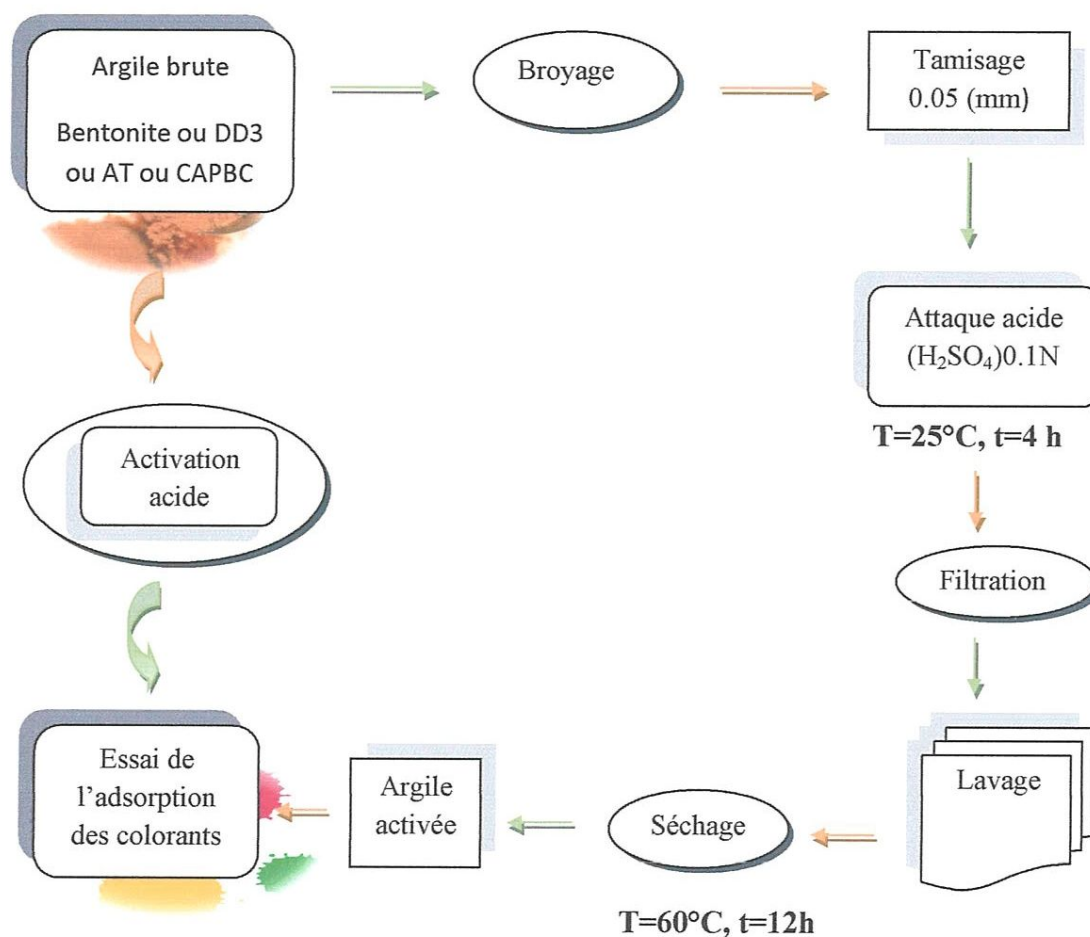 Argile brute
Bentonite ou DD3
ou AT ou CAPBC
Broyage
Tamisage
0.05 (mm)
Attaque acide
(H₂SO₄)0.1N
T=25°C, t=4 h
Activation
acide
Filtration
Lavage
Essai de
l’adsorption
des colorants
Argile
activée
Séchage
T=60°C, t=12h